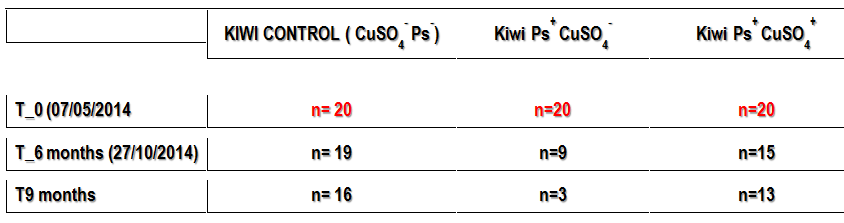 KIWI CONTROL ( CuSO4- Ps-) Kiwi Ps+ CuSO4- Kiwi Ps+ CuSO4+
T_0 (07/05/2014 n= 20 n=20 n=20
T_6 months (27/10/2014) n= 19 n=9 n=15
T9 months n= 16 n=3 n=13